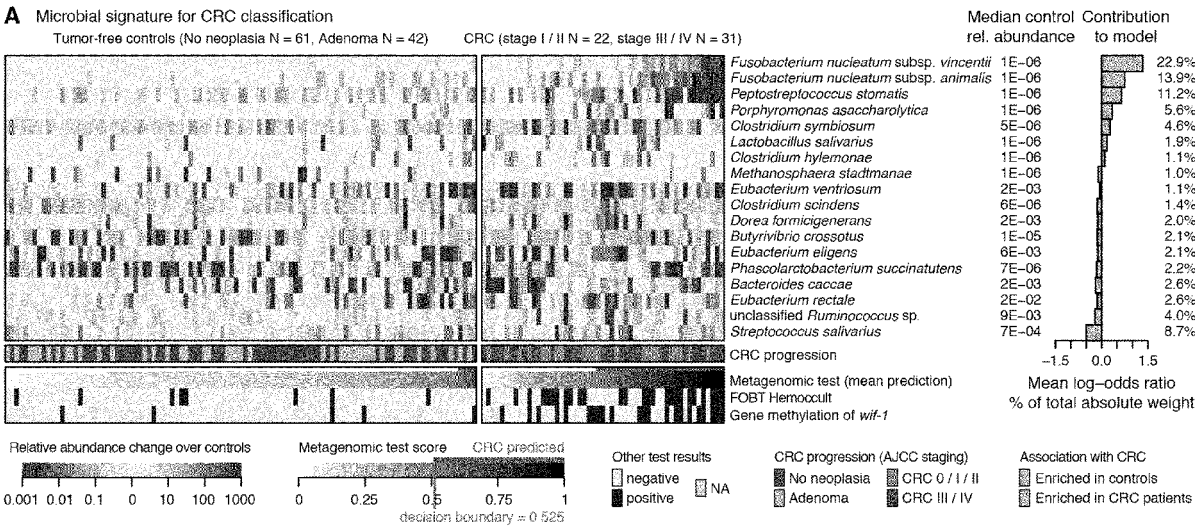 A Microbial signature for CRC classification
Tumor-free controls (No neoplasia N = 61, Adenoma N = 42) CRC (stage I / II N = 22, stage III / IV N = 31)
Median control rel. abundance
Contribution to model
Fusobacterium nucleatum subsp. vincentii 1E−06 22.9%
Fusobacterium nucleatum subsp. animalis 1E−06 13.9%
Peptostreptococcus stomatis 1E−06 11.2%
Porphyromonas asaccharolytica 1E−06 5.6%
Clostridium symbiosum 5E−06 4.6%
Lactobacillus salivarius 1E−06 1.9%
Clostridium hylemonae 1E−06 1.1%
Methanosphaera stadtmanae 1E−06 1.0%
Eubacterium ventriosum 2E−03 1.1%
Clostridium scindens 6E−06 1.4%
Dorea formicigenerans 2E−03 2.0%
Butyrivibrio crossotus 1E−05 2.1%
Eubacterium eligens 6E−03 2.1%
Phascolarctobacterium succinatutens 7E−06 2.2%
Bacteroides caccae 2E−03 2.6%
Eubacterium rectale 2E−02 2.6%
unclassified Ruminococcus sp. 9E−03 4.0%
Streptococcus salivarius 7E−04 8.7%
CRC progression
−1.5 0.0 1.5
Mean log−odds ratio
% of total absolute weight
Metagenomic test (mean prediction)
FOBT Hemoccult
Gene methylation of wif-1
Relative abundance change over controls
0.001 0.01 0.1 0 10 100 1000
Metagenomic test score CRC predicted
0 0.25 0.5 0.75 1
decision boundary = 0.525
Other test results
negative
positive
NA
CRC progression (AJCC staging)
No neoplasia CRC 0 / I / II
Adenoma CRC III / IV
Association with CRC
Enriched in controls
Enriched in CRC patients